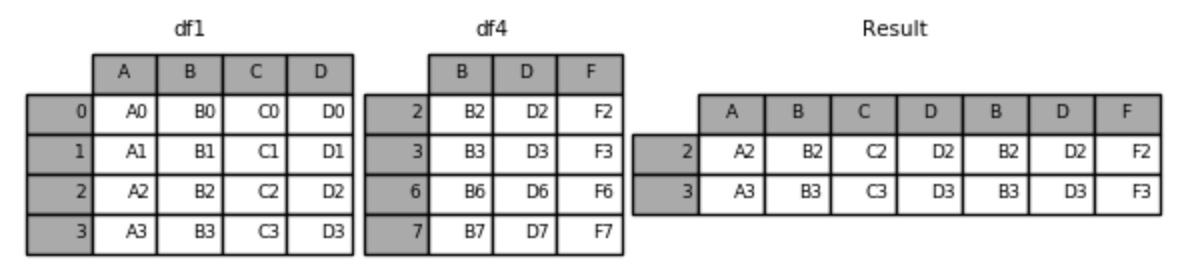 df1 df4 Result
A B C D B D F
0 A0 B0 C0 D0 2 B2 D2 F2 A B C D B D F
1 A1 B1 C1 D1 3 B3 D3 F3 2 A2 B2 C2 D2 B2 D2 F2
2 A2 B2 C2 D2 6 B6 D6 F6 3 A3 B3 C3 D3 B3 D3 F3
3 A3 B3 C3 D3 7 B7 D7 F7